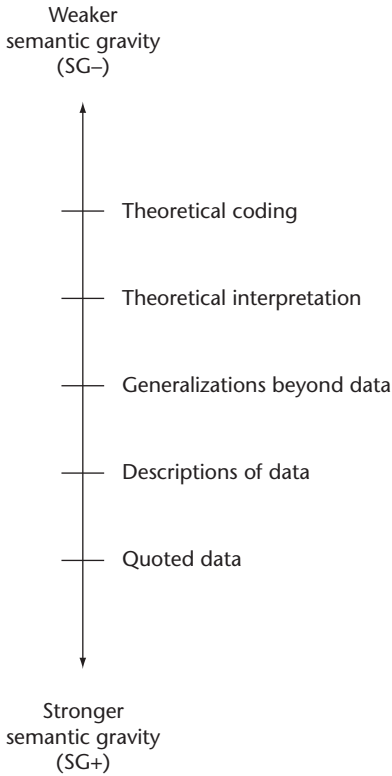 Weaker
semantic gravity
(SG–)
Theoretical coding
Theoretical interpretation
Generalizations beyond data
Descriptions of data
Quoted data
Stronger
semantic gravity
(SG+)